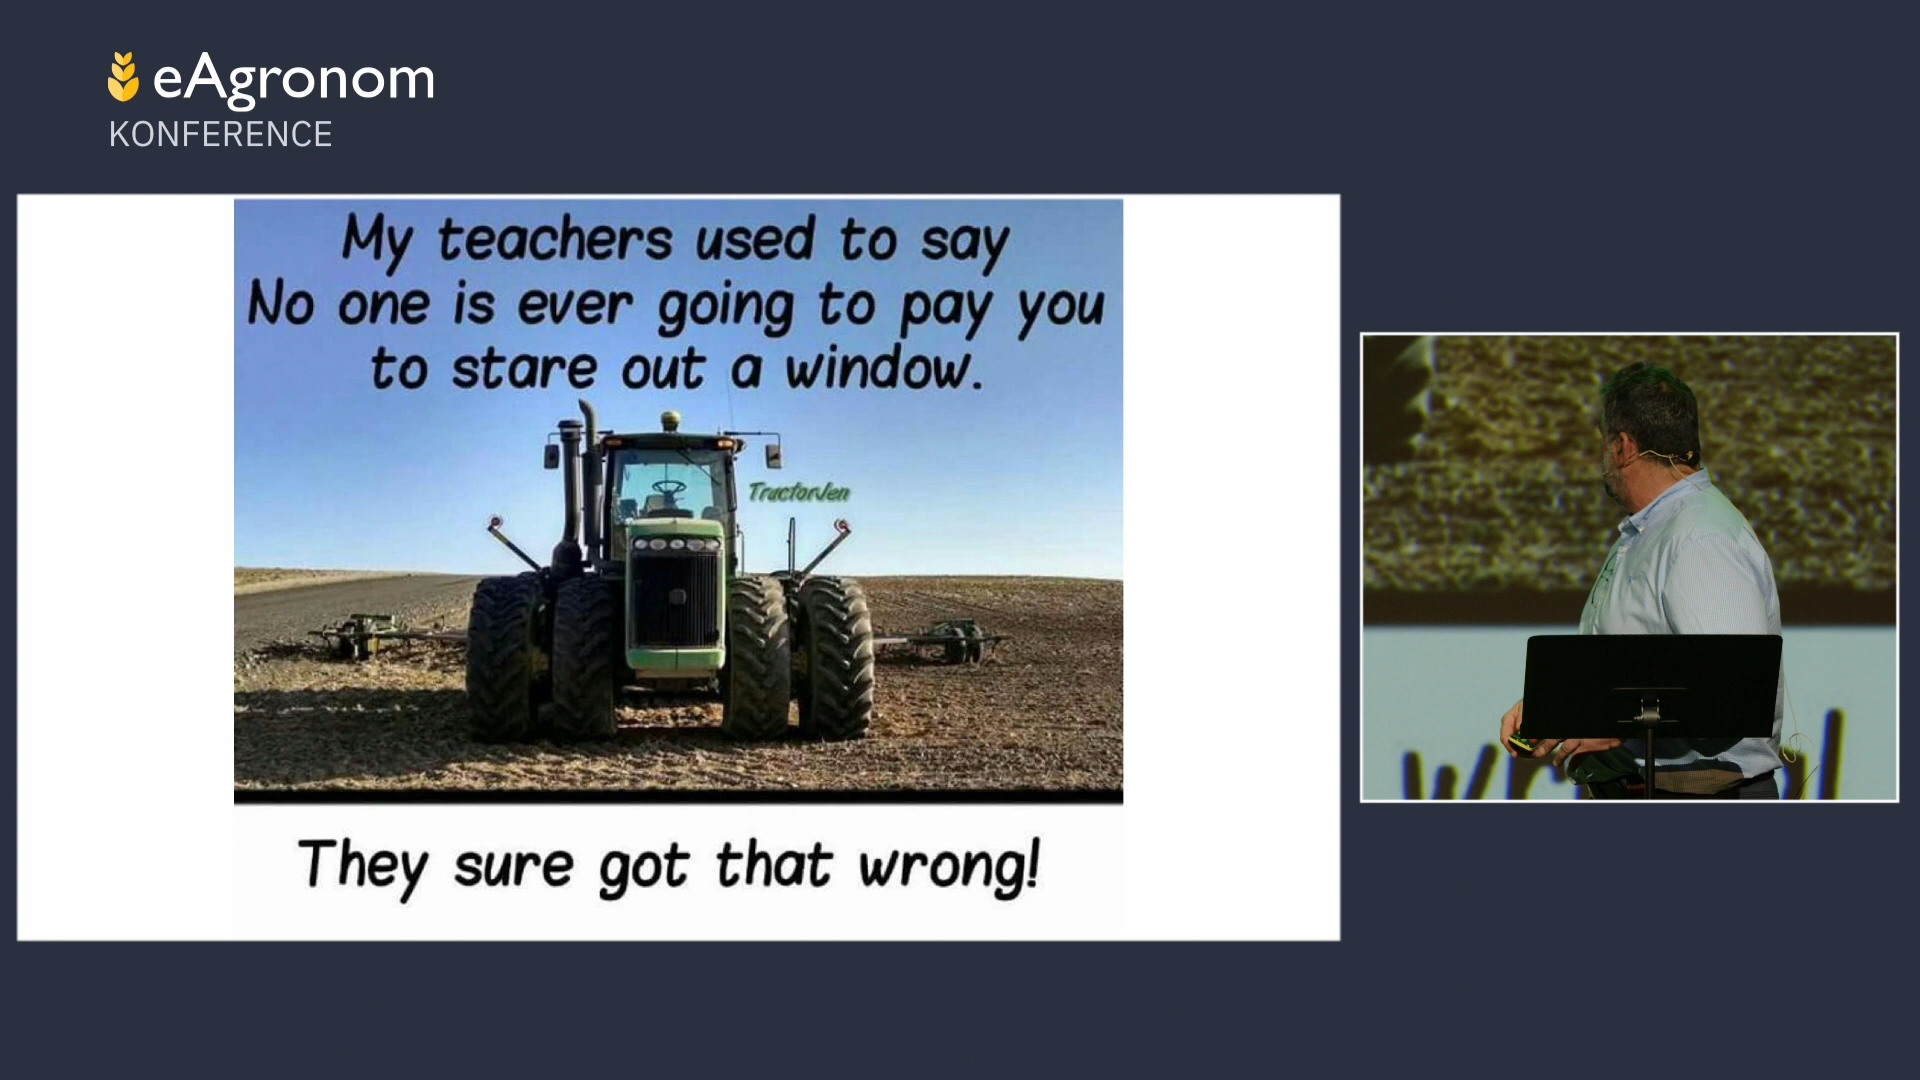 eAgronom
KONFERENCE
My teachers used to say
No one is ever going to pay you
to stare out a window.
TractorJen
They sure got that wrong!